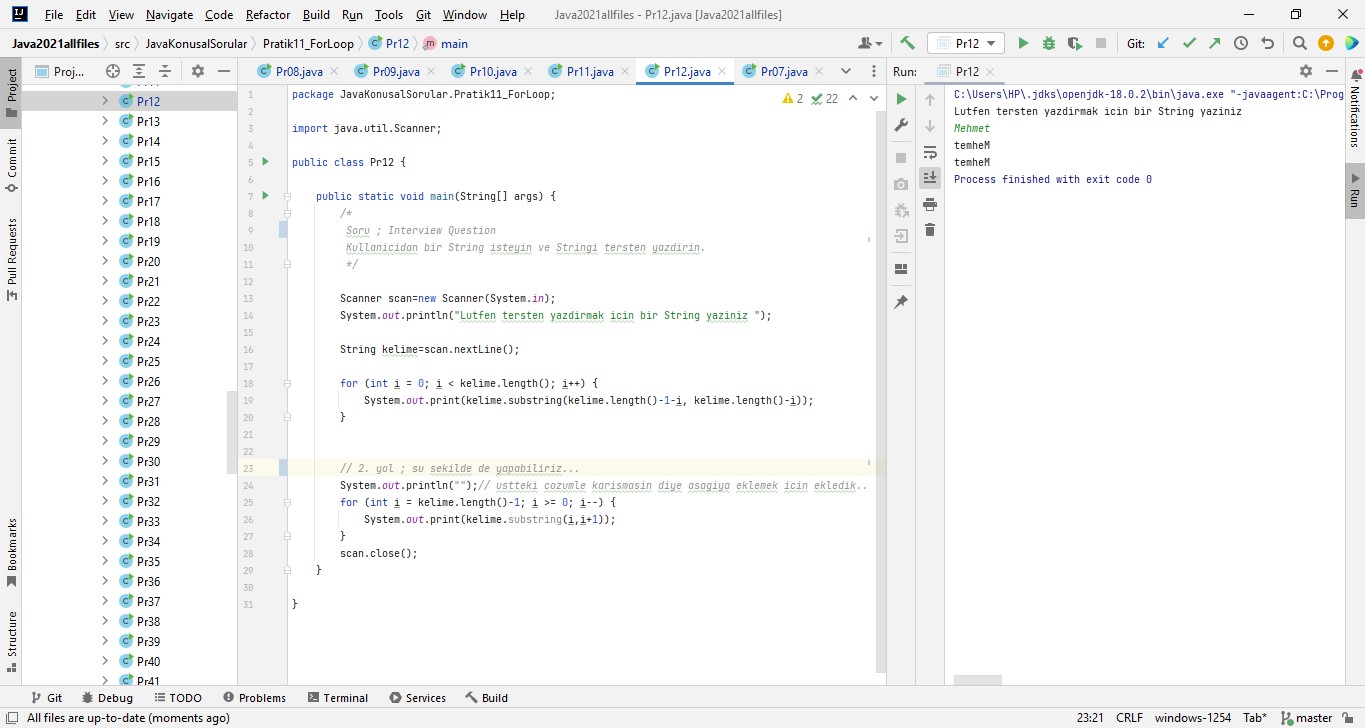 File Edit View Navigate Code Refactor Build Run Tools Git Window Help Java2021allfiles - Pr12.java [Java2021allfiles]
Java2021allfiles src JavaKonusalSorular Pratik11_ForLoop Pr12 main Pr12 Git:
Project
Commit
Pull Requests
Bookmarks
Structure
Proj...
Pr12
Pr13
Pr14
Pr15
Pr16
Pr17
Pr18
Pr19
Pr20
Pr21
Pr22
Pr23
Pr24
Pr25
Pr26
Pr27
Pr28
Pr29
Pr30
Pr31
Pr32
Pr33
Pr34
Pr35
Pr36
Pr37
Pr38
Pr39
Pr40
Pr41
Pr08.java Pr09.java Pr10.java Pr11.java Pr12.java Pr07.java
2 22
1 package JavaKonusalSorular.Pratik11_ForLoop;
2
3 import java.util.Scanner;
4
5 public class Pr12 {
6
7 public static void main(String[] args) {
8 /*
9 Soru ; Interview Question
10 Kullanicidan bir String isteyin ve Stringi tersten yazdirin.
11 */
12
13 Scanner scan=new Scanner(System.in);
14 System.out.println("Lutfen tersten yazdirmak icin bir String yaziniz ");
15
16 String kelime=scan.nextLine();
17
18 for (int i = 0; i < kelime.length(); i++) {
19 System.out.print(kelime.substring(kelime.length()-1-i, kelime.length()-i));
20 }
21
22
23 // 2. yol ; su sekilde de yapabiliriz...
24 System.out.println("");// ustteki cozumle karismasin diye asagiya eklemek icin ekledik..
25 for (int i = kelime.length()-1; i >= 0; i--) {
26 System.out.print(kelime.substring(i,i+1));
27 }
28 scan.close();
29 }
30
31 }
Run: Pr12
C:\Users\HP\.jdks\openjdk-18.0.2\bin\java.exe "-javaagent:C:\Prog
Lutfen tersten yazdirmak icin bir String yaziniz
Mehmet
temheM
temheM
Process finished with exit code 0
Notifications
Run
Git Debug TODO Problems Terminal Services Build
All files are up-to-date (moments ago) 23:21 CRLF windows-1254 Tab* master